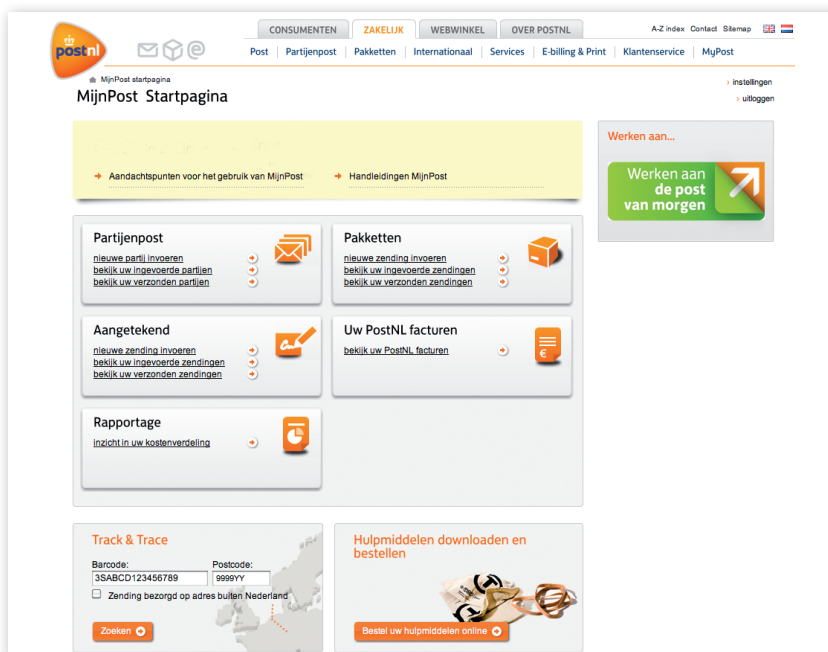 CONSUMENTEN ZAKELIJK WEBWINKEL OVER POSTNL
A-Z index Contact Sitemap
postnl
Post Partijenpost Pakketten Internationaal Services E-billing & Print Klantenservice MyPost
MijnPost startpagina
MijnPost Startpagina
› instellingen
› uitloggen
Aandachtspunten voor het gebruik van MijnPost
Handleidingen MijnPost
Werken aan...
Werken aan
de post
van morgen
Partijenpost
nieuwe partij invoeren
bekijk uw ingevoerde partijen
bekijk uw verzonden partijen
Pakketten
nieuwe zending invoeren
bekijk uw ingevoerde zendingen
bekijk uw verzonden zendingen
Aangetekend
nieuwe zending invoeren
bekijk uw ingevoerde zendingen
bekijk uw verzonden zendingen
Uw PostNL facturen
bekijk uw PostNL facturen
€
Rapportage
inzicht in uw kostenverdeling
Track & Trace
Barcode: Postcode:
3SABCD123456789 9999YY
Zending bezorgd op adres buiten Nederland
Zoeken
Hulpmiddelen downloaden en
bestellen
Bestel uw hulpmiddelen online